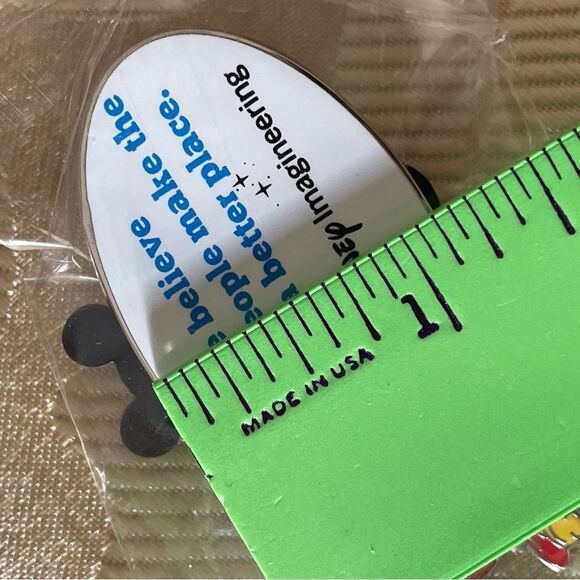 believe
people make the
a better place.
Imagineering
1
MADE IN USA